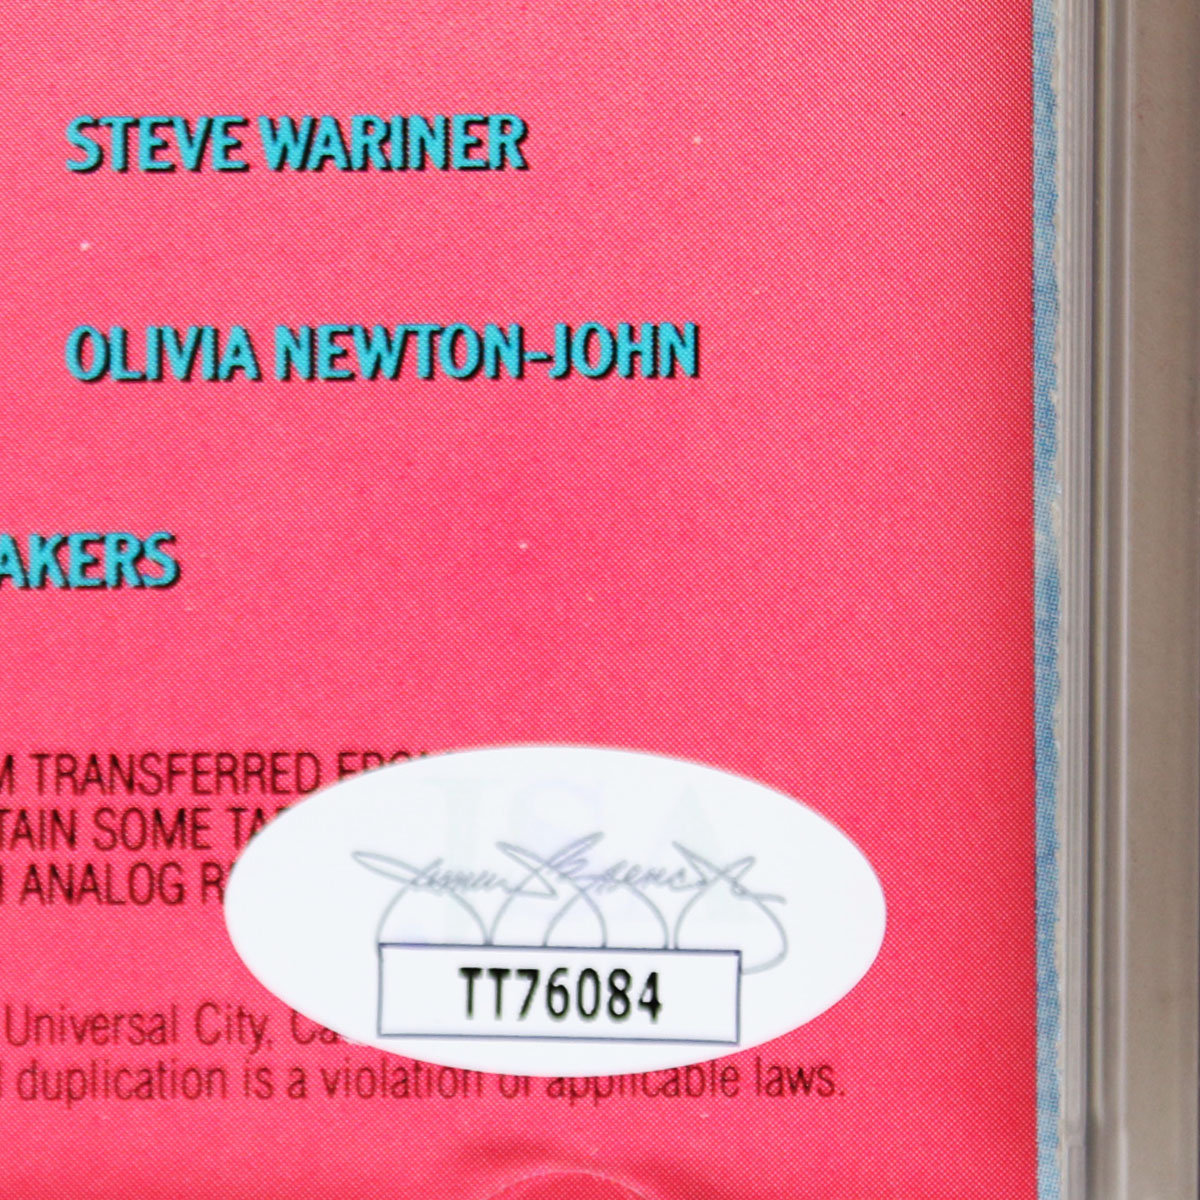 STEVE WARINER
OLIVIA NEWTON-JOHN
AKERS
M TRANSFERRED
TAIN SOME
ANALOG
JSA
TT76084
Universal City,
duplication is a violation of applicable laws.